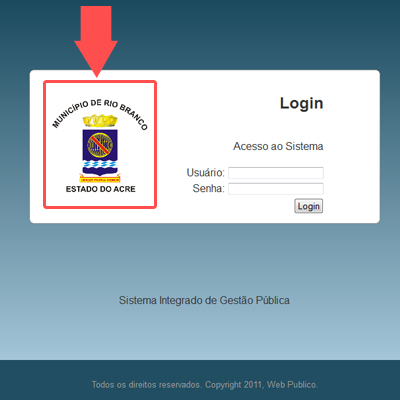 MUNICÍPIO DE RIO BRANCO
ESTADO DO ACRE
Login
Acesso ao Sistema
Usuário:
Senha:
Login
Sistema Integrado de Gestão Pública
Todos os direitos reservados. Copyright 2011, Web Publico.